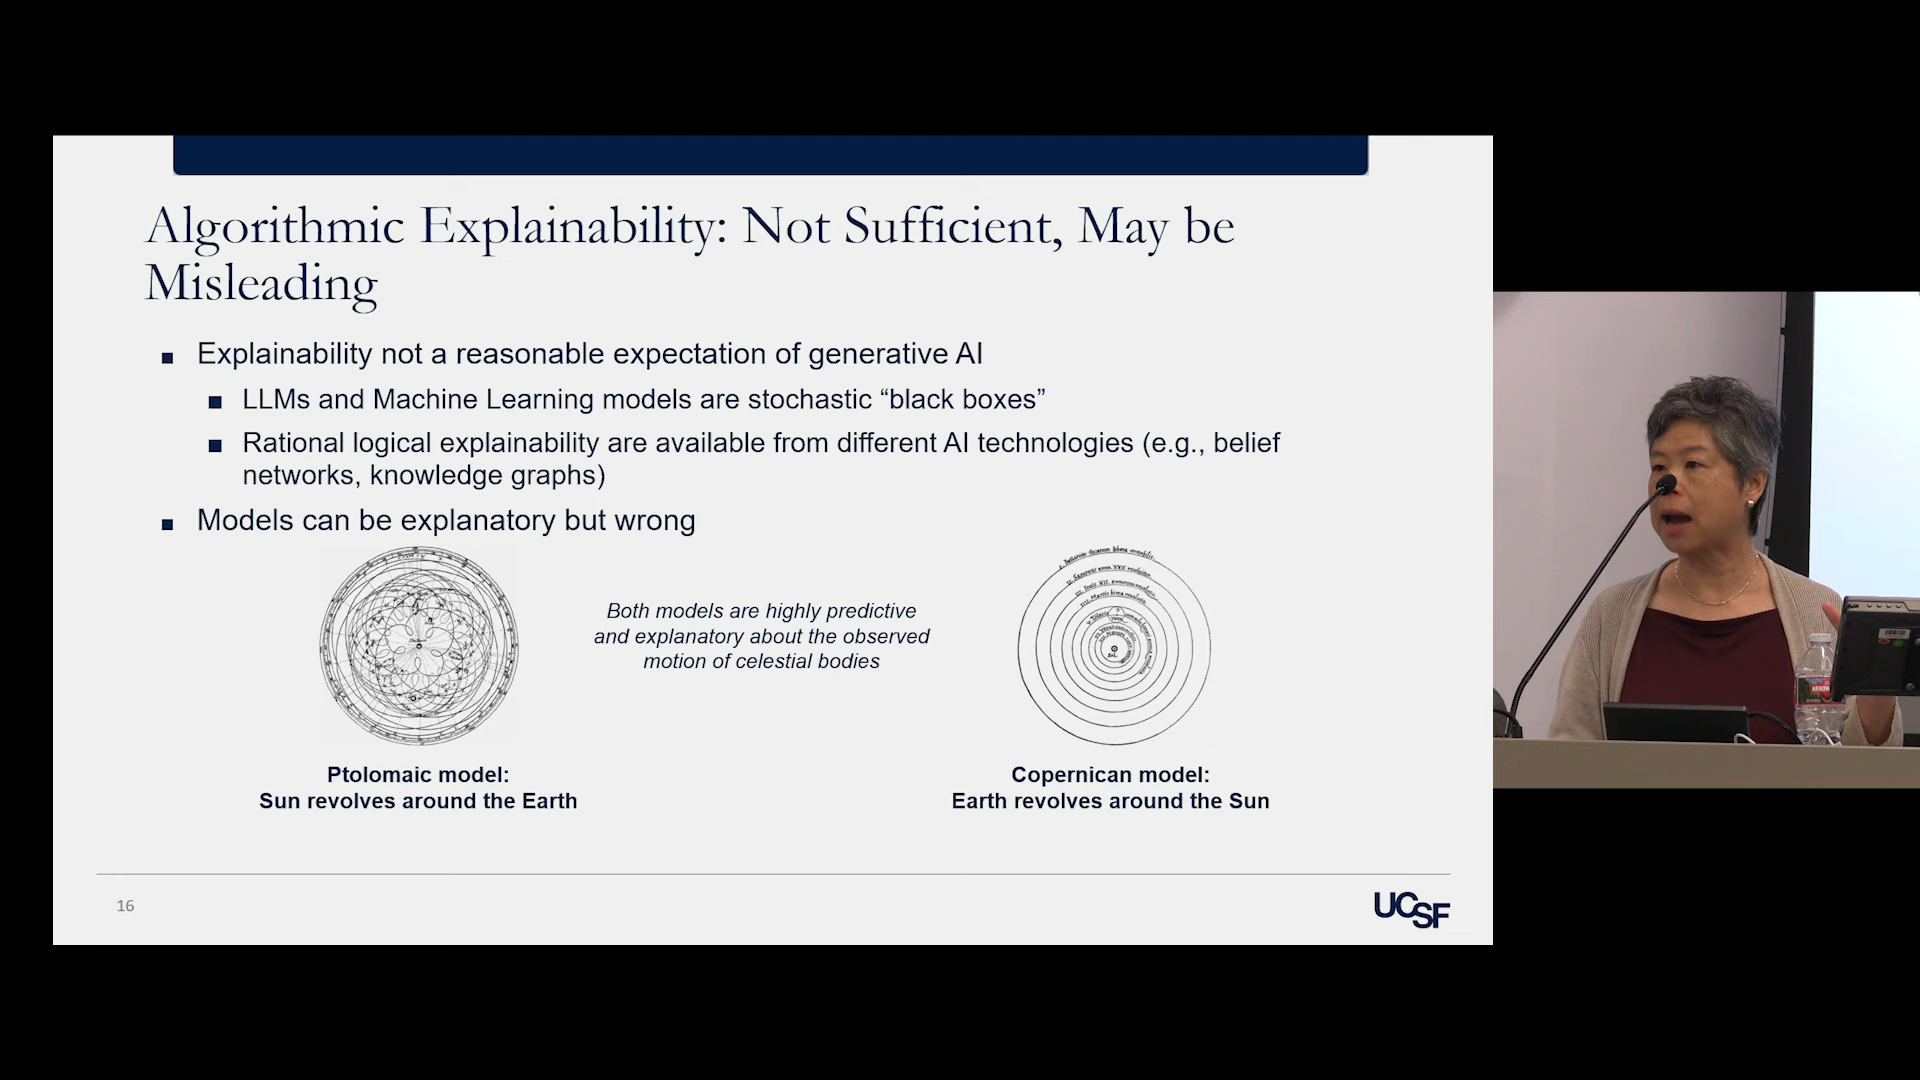 Algorithmic Explainability: Not Sufficient, May be
Misleading
Explainability not a reasonable expectation of generative AI
LLMs and Machine Learning models are stochastic “black boxes”
Rational logical explainability are available from different AI technologies (e.g., belief
networks, knowledge graphs)
Models can be explanatory but wrong
Both models are highly predictive
and explanatory about the observed
motion of celestial bodies
Ptolomaic model:
Sun revolves around the Earth
Copernican model:
Earth revolves around the Sun
16
UCSF
ARROW